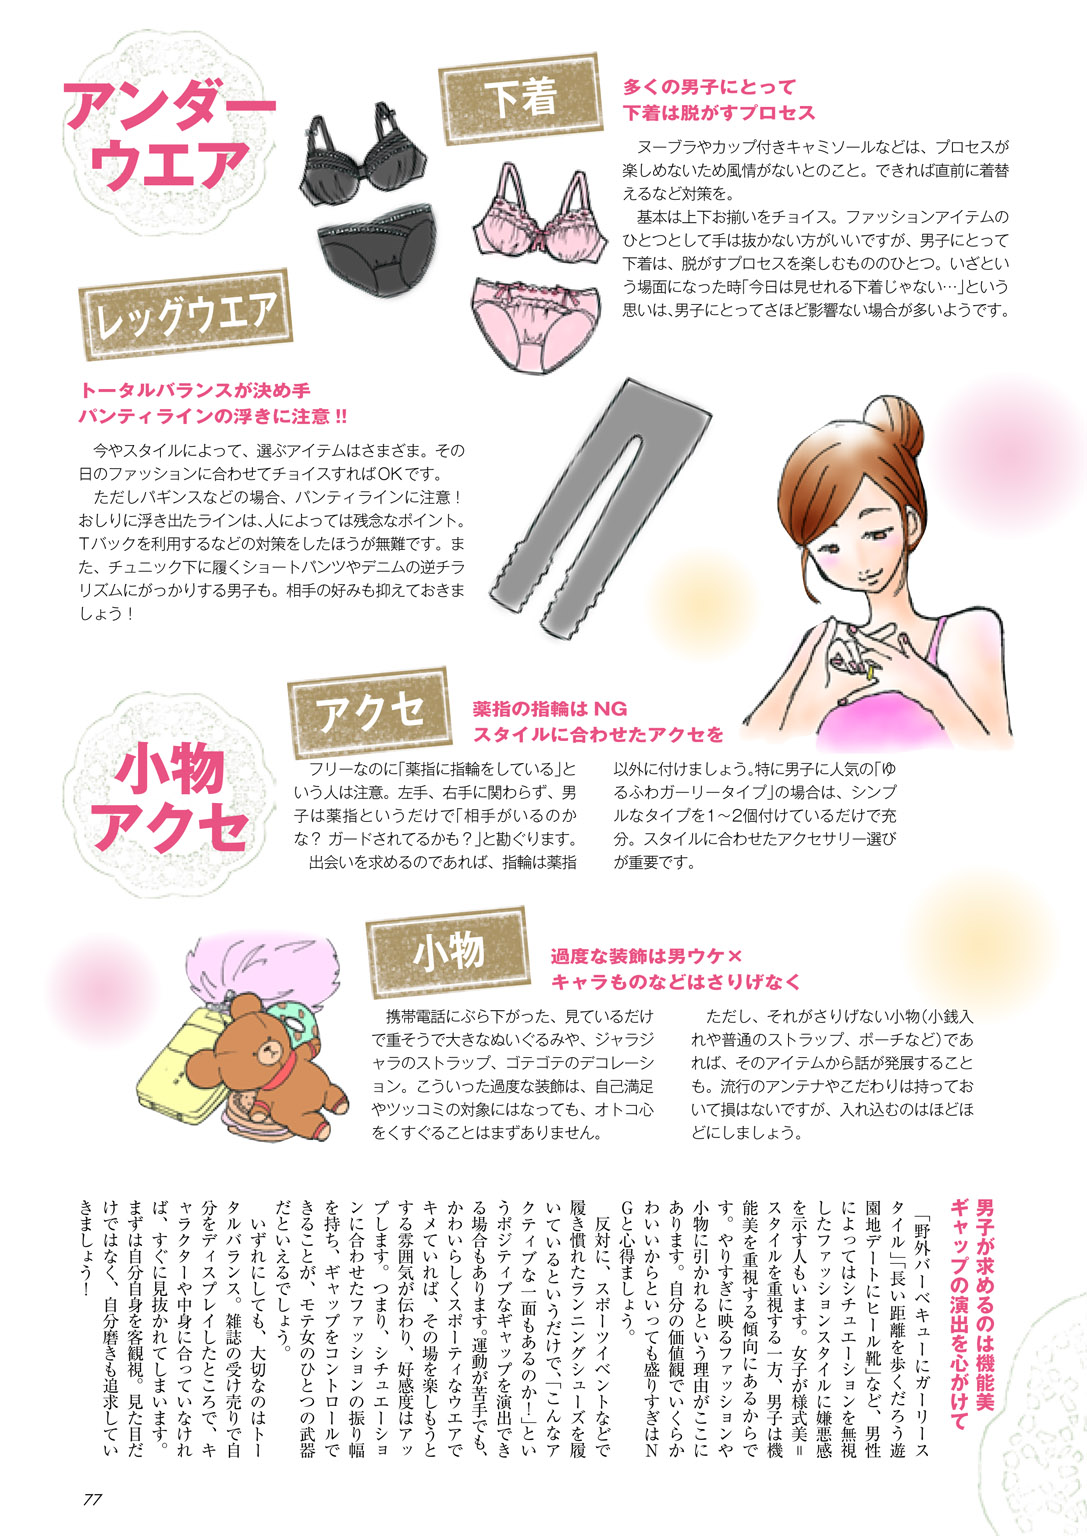 アンダー
ウエア
下着
多くの男子にとって
下着は脱がすプロセス
ヌーブラやカップ付きキャミソールなどは、プロセスが
楽しめないため風情がないとのこと。できれば直前に着替
えるなど対策を。
基本は上下お揃いをチョイス。ファッションアイテムの
ひとつとして手は抜かない方がいいですが、男子にとって
下着は、脱がすプロセスを楽しむもののひとつ。いざとい
う場面になった時｢今日は見せれる下着じゃない…｣という
思いは、男子にとってさほど影響ない場合が多いようです。
レッグウエア
トータルバランスが決め手
パンティラインの浮きに注意!!
今やスタイルによって、選ぶアイテムはさまざま。その
日のファッションに合わせてチョイスすればOKです。
ただしパギンスなどの場合、パンティラインに注意！
おしりに浮き出たラインは、人によっては残念なポイント。
Tバックを利用するなどの対策をしたほうが無難です。ま
た、チュニック下に履くショートパンツやデニムの逆チラ
リズムにがっかりする男子も。相手の好みも抑えておきま
しょう！
小物
アクセ
アクセ
薬指の指輪はNG
スタイルに合わせたアクセを
フリーなのに｢薬指に指輪をしている｣と
いう人は注意。左手、右手に関わらず、男
子は薬指というだけで｢相手がいるのか
な？ ガードされてるかも？｣と勘ぐります。
出会いを求めるのであれば、指輪は薬指
以外に付けましょう。特に男子に人気の｢ゆ
るふわガーリータイプ｣の場合は、シンプ
ルなタイプを1〜2個付けているだけで充
分。スタイルに合わせたアクセサリー選び
が重要です。
小物
過度な装飾は男ウケ×
キャラものなどはさりげなく
携帯電話にぶら下がった、見ているだけ
で重そうで大きなぬいぐるみや、ジャラジ
ャラのストラップ、ゴテゴテのデコレーシ
ョン。こういった過度な装飾は、自己満足
やツッコミの対象にはなっても、オトコ心
をくすぐることはまずありません。
ただし、それがさりげない小物(小銭入
れや普通のストラップ、ポーチなど)であ
れば、そのアイテムから話が発展すること
も。流行のアンテナやこだわりは持ってお
いて損はないですが、入れ込むのはほどほ
どにしましょう。
男子が求めるのは機能美
ギャップの演出を心がけて
「野外バーベキューにガーリース
タイル」「長い距離を歩くだろう遊
園地デートにヒール靴」など、男性
によってはシチュエーションを無視
したファッションスタイルに嫌悪感
を示す人もいます。女子が様式美＝
スタイルを重視する一方、男子は機
能美を重視する傾向にあるからで
す。やりすぎに映るファッションや
小物に引かれるという理由がここに
あります。自分の価値観でいくらか
わいいからといっても盛りすぎはN
Gと心得ましょう。
反対に、スポーツイベントなどで
履き慣れたランニングシューズを履
いているというだけで、「こんなア
クティブな一面もあるのか！」とい
うポジティブなギャップを演出でき
る場合もあります。運動が苦手でも、
かわいらしくスポーティなウエアで
キメていれば、その場を楽しもうと
する雰囲気が伝わり、好感度はアッ
プします。つまり、シチュエーショ
ンに合わせたファッションの振り幅
を持ち、ギャップをコントロールで
きることが、モテ女のひとつの武器
だといえるでしょう。
いずれにしても、大切なのはトー
タルバランス。雑誌の受け売りで自
分をディスプレイしたところで、キ
ャラクターや中身に合っていなけれ
ば、すぐに見抜かれてしまいます。
まずは自分自身を客観視。見た目だ
けではなく、自分磨きも追求してい
きましょう！
77